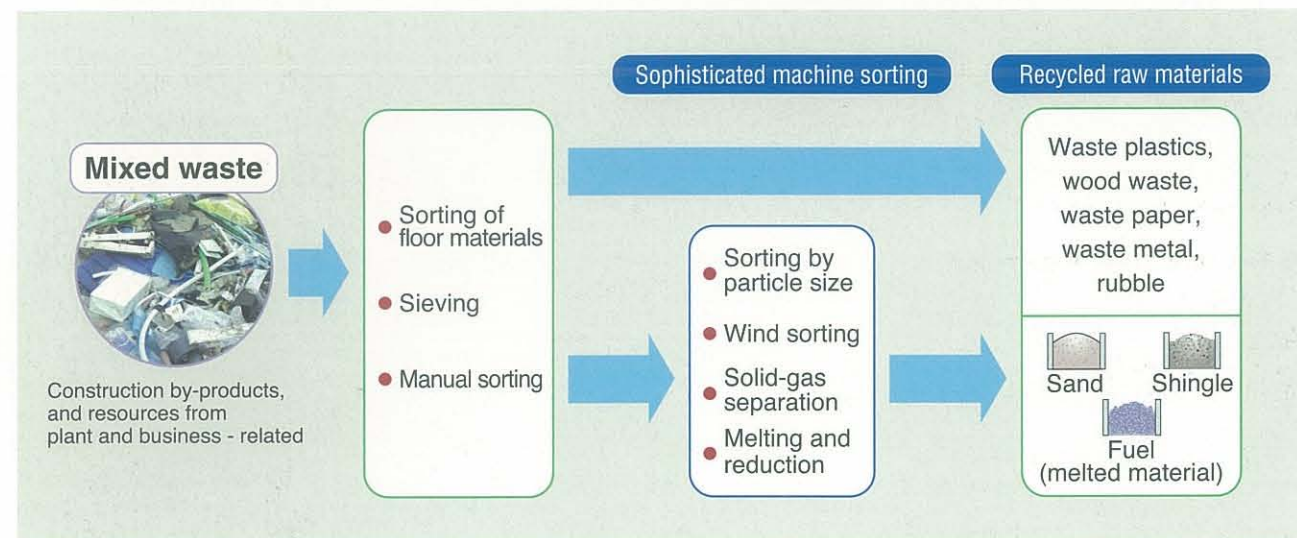 Sophisticated machine sorting
Recycled raw materials
Mixed waste
Construction by-products,
and resources from
plant and business - related
• Sorting of
floor materials
• Sieving
• Manual sorting
• Sorting by
particle size
• Wind sorting
• Solid-gas
separation
• Melting and
reduction
Waste plastics,
wood waste,
waste paper,
waste metal,
rubble
Sand
Shingle
Fuel
(melted material)